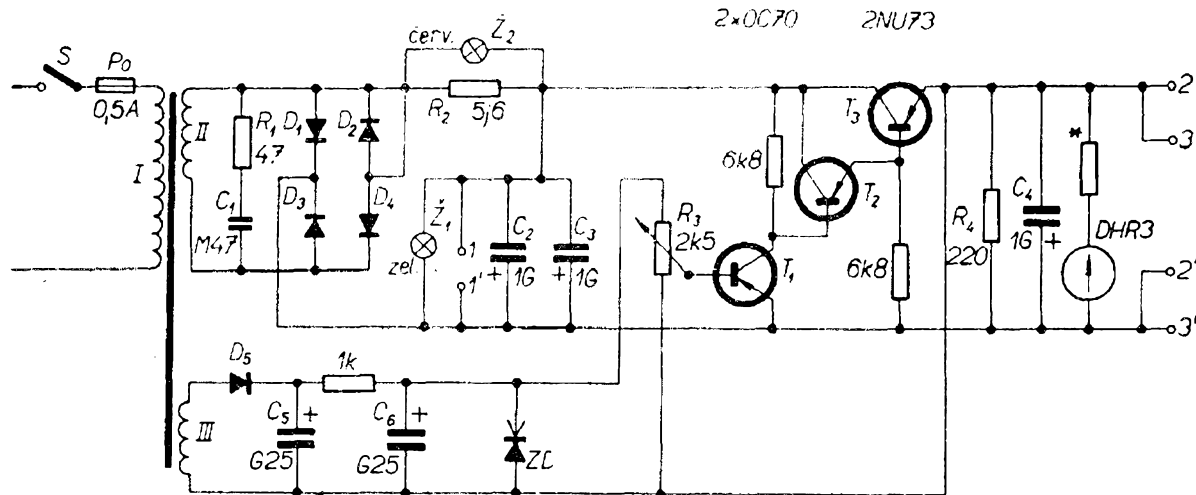 2×OC70 2NU73
červ. Ž2
S Po
0,5A
R2 5,6
2
3
I II
R1
47
D1 D2
T3
*
6k8
D3 D4
T2
C1
M47
Ž1
zel.
1
1'
C2
+ 1G
C3
+ 1G
R3
2k5
T1
6k8
R4
220
C4
1G +
DHR3
2'
3'
D5 1k
III
C5 +
G25
C6 +
G25
ZD